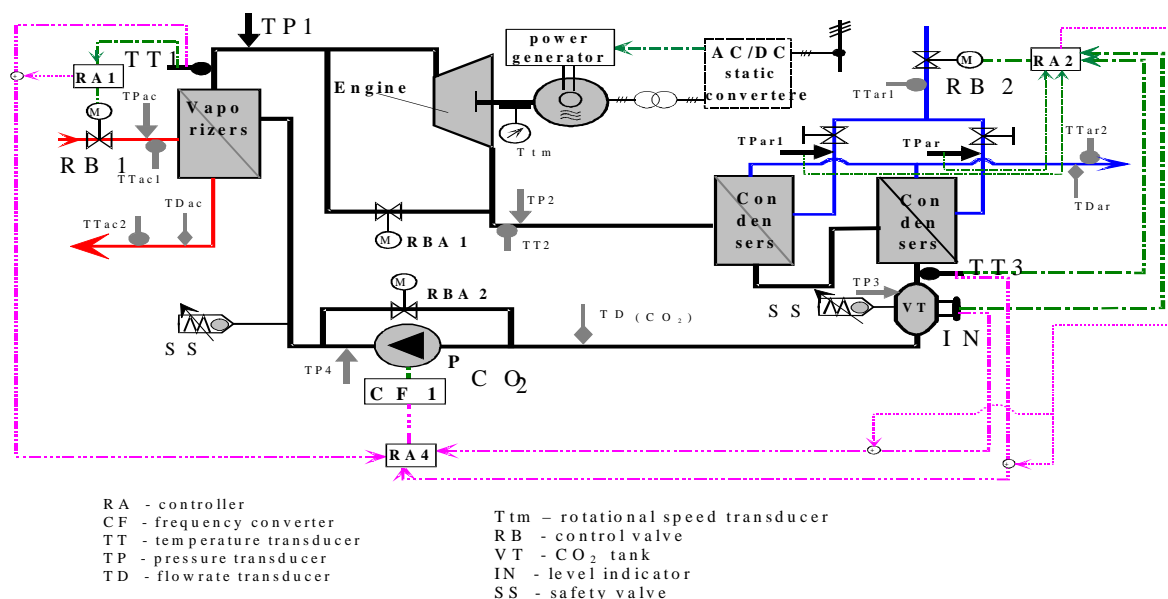 TP1
TT1
RA1
TPac
M
RB 1
TTac1
Vapo
rizers
TTac2
TDac
Engine
power
generator
AC/DC
static
convertere
Ttm
RB 2
M
RA2
TTar1
TPar1
TPar
TTar2
TDar
Con
den
sers
Con
den
sers
TP2
TT2
M
RBA 1
M
RBA 2
SS
TP4
P
CO2
CF 1
RA4
TD (CO2)
TP3
SS
VT
TT3
IN
RA - controller
CF - frequency converter
TT - temperature transducer
TP - pressure transducer
TD - flowrate transducer
Ttm – rotational speed transducer
RB - control valve
VT - CO2 tank
IN - level indicator
SS - safety valve